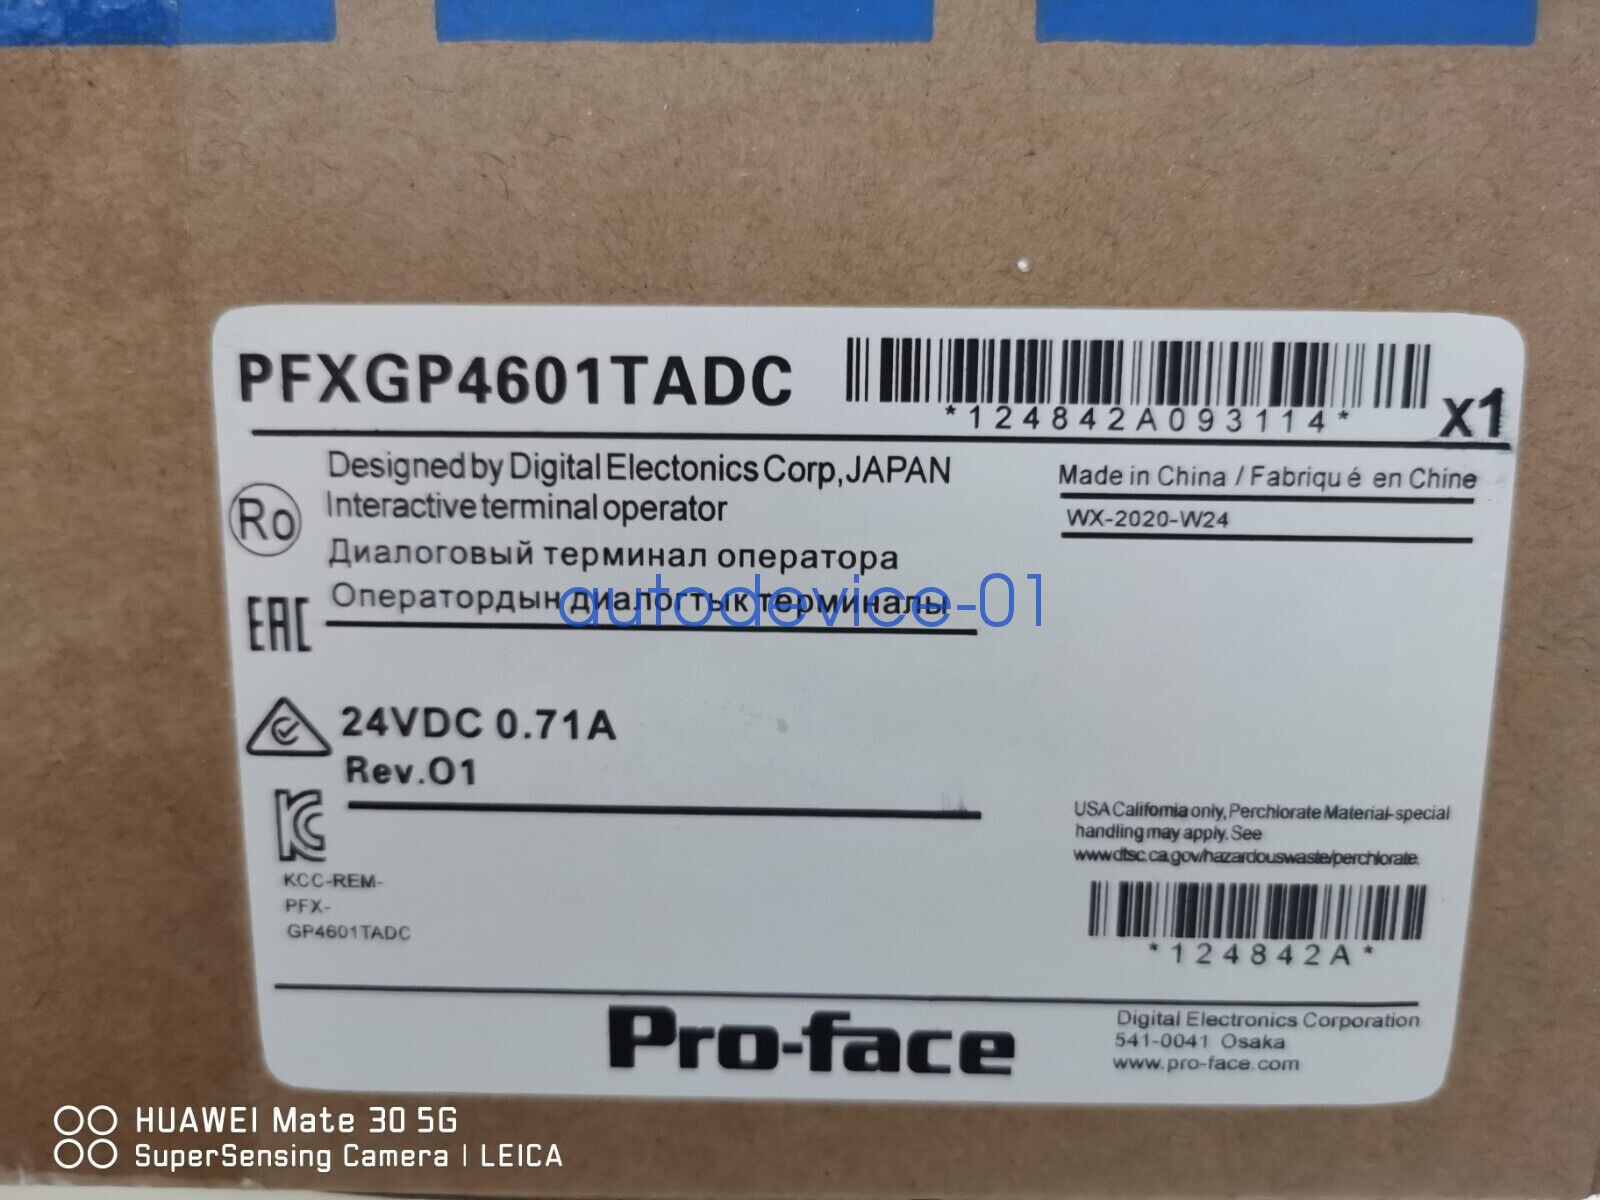 PFXGP4601TADC
*124842A093114*
X1
Designed by Digital Electonics Corp,JAPAN
Interactive terminal operator
Диалоговый терминал оператора
Оператордын диалогтык терминалы
autodevice-01
Made in China / Fabriqu é en Chine
WX-2020-W24
Ro
EAC
24VDC 0.71A
Rev.01
KCC-REM-
PFX-
GP4601TADC
USA California only, Perchlorate Material-special
handling may apply. See
www.dtsc.ca.gov/hazardouswaste/perchlorate.
*124842A*
Pro-face
Digital Electronics Corporation
541-0041 Osaka
www.pro-face.com
HUAWEI Mate 30 5G
SuperSensing Camera | LEICA